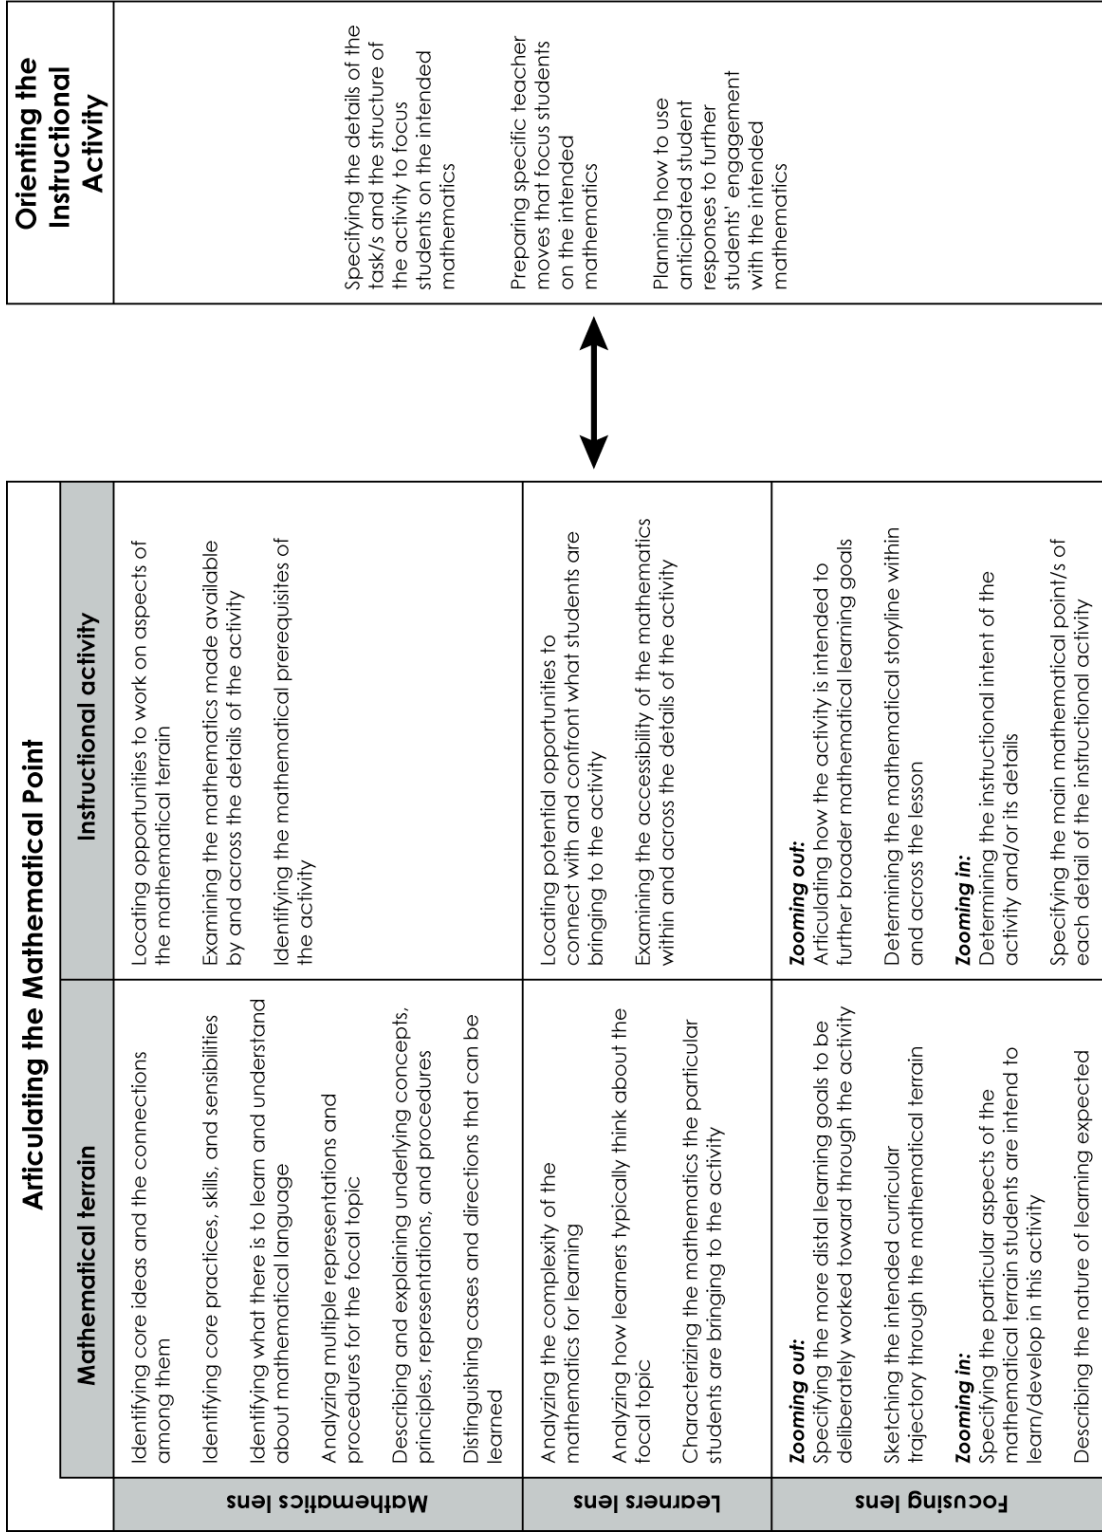 Articulating the Mathematical Point
Mathematical terrain
Instructional activity
Mathematics lens
Identifying core ideas and the connections
among them
Identifying core practices, skills, and sensibilities
Identifying what there is to learn and understand
about mathematical language
Analyzing multiple representations and
procedures for the focal topic
Describing and explaining underlying concepts,
principles, representations, and procedures
Distinguishing cases and directions that can be
learned
Locating opportunities to work on aspects of
the mathematical terrain
Examining the mathematics made available
by and across the details of the activity
Identifying the mathematical prerequisites of
the activity
Learners lens
Analyzing the complexity of the
mathematics for learning
Analyzing how learners typically think about the
focal topic
Characterizing the mathematics the particular
students are bringing to the activity
Locating potential opportunities to
connect with and confront what students are
bringing to the activity
Examining the accessibility of the mathematics
within and across the details of the activity
Focusing lens
Zooming out:
Specifying the more distal learning goals to be
deliberately worked toward through the activity
Sketching the intended curricular
trajectory through the mathematical terrain
Zooming in:
Specifying the particular aspects of the
mathematical terrain students are intend to
learn/develop in this activity
Describing the nature of learning expected
Zooming out:
Articulating how the activity is intended to
further broader mathematical learning goals
Determining the mathematical storyline within
and across the lesson
Zooming in:
Determining the instructional intent of the
activity and/or its details
Specifying the main mathematical point/s of
each detail of the instructional activity
Orienting the
Instructional
Activity
Specifying the details of the
task/s and the structure of
the activity to focus
students on the intended
mathematics
Preparing specific teacher
moves that focus students
on the intended
mathematics
Planning how to use
anticipated student
responses to further
students' engagement
with the intended
mathematics